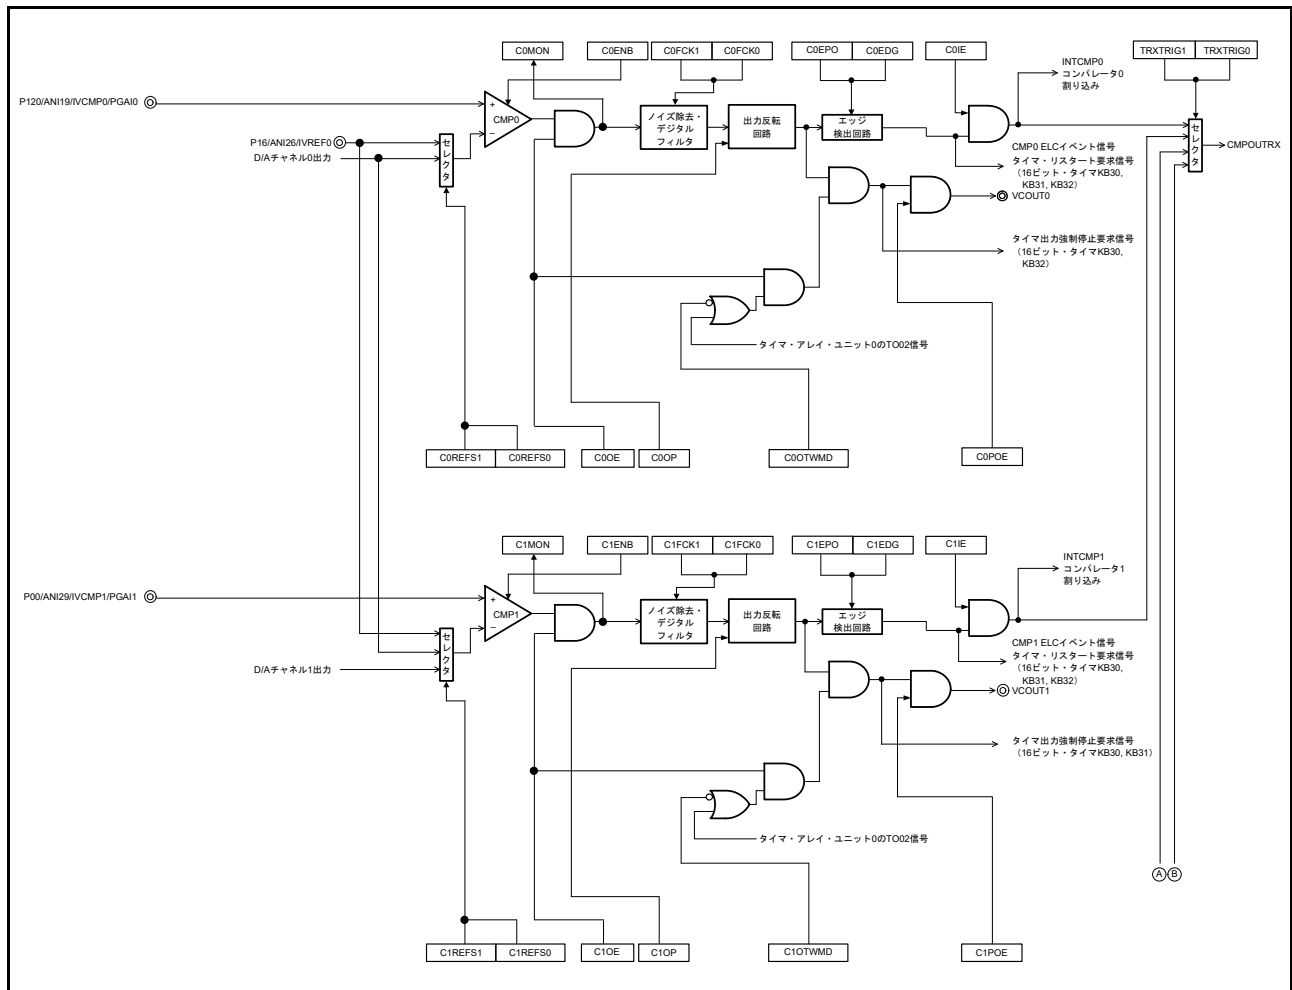 C0MON
C0ENB
C0FCK1
C0FCK0
C0EPO
C0EDG
C0IE
TRXTRIG1
TRXTRIG0
INTCMP0
コンパレータ0
割り込み
P120/ANI19/IVCMP0/PGAI0
+
CMP0
−
ノイズ除去・
デジタル
フィルタ
出力反転
回路
エッジ
検出回路
セレクタ
CMPOUTRX
P16/ANI26/IVREF0
D/Aチャネル0出力
セレクタ
CMP0 ELCイベント信号
タイマ・リスタート要求信号
（16ビット・タイマKB30,
KB31, KB32）
VCOUT0
タイマ出力強制停止要求信号
（16ビット・タイマKB30,
KB32）
タイマ・アレイ・ユニット0のTO02信号
C0REFS1
C0REFS0
C0OE
C0OP
C0OTWMD
C0POE
C1MON
C1ENB
C1FCK1
C1FCK0
C1EPO
C1EDG
C1IE
INTCMP1
コンパレータ1
割り込み
P00/ANI29/IVCMP1/PGAI1
+
CMP1
−
ノイズ除去・
デジタル
フィルタ
出力反転
回路
エッジ
検出回路
セレクタ
D/Aチャネル1出力
CMP1 ELCイベント信号
タイマ・リスタート要求信号
（16ビット・タイマKB30,
KB31, KB32）
VCOUT1
タイマ出力強制停止要求信号
（16ビット・タイマKB30, KB31）
タイマ・アレイ・ユニット0のTO02信号
A
B
C1REFS1
C1REFS0
C1OE
C1OP
C1OTWMD
C1POE